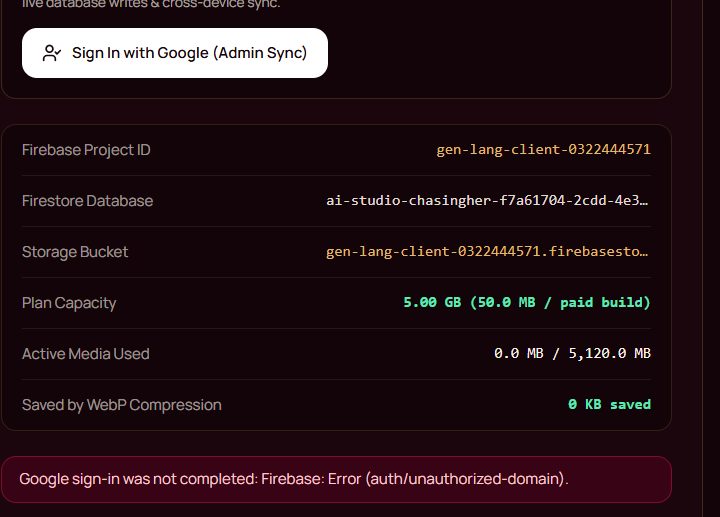 live database writes & cross-device sync.
Sign In with Google (Admin Sync)
Firebase Project ID gen-lang-client-0322444571
Firestore Database ai-studio-chasingher-f7a61704-2cdd-4e3…
Storage Bucket gen-lang-client-0322444571.firebasesto…
Plan Capacity 5.00 GB (50.0 MB / paid build)
Active Media Used 0.0 MB / 5,120.0 MB
Saved by WebP Compression 0 KB saved
Google sign-in was not completed: Firebase: Error (auth/unauthorized-domain).